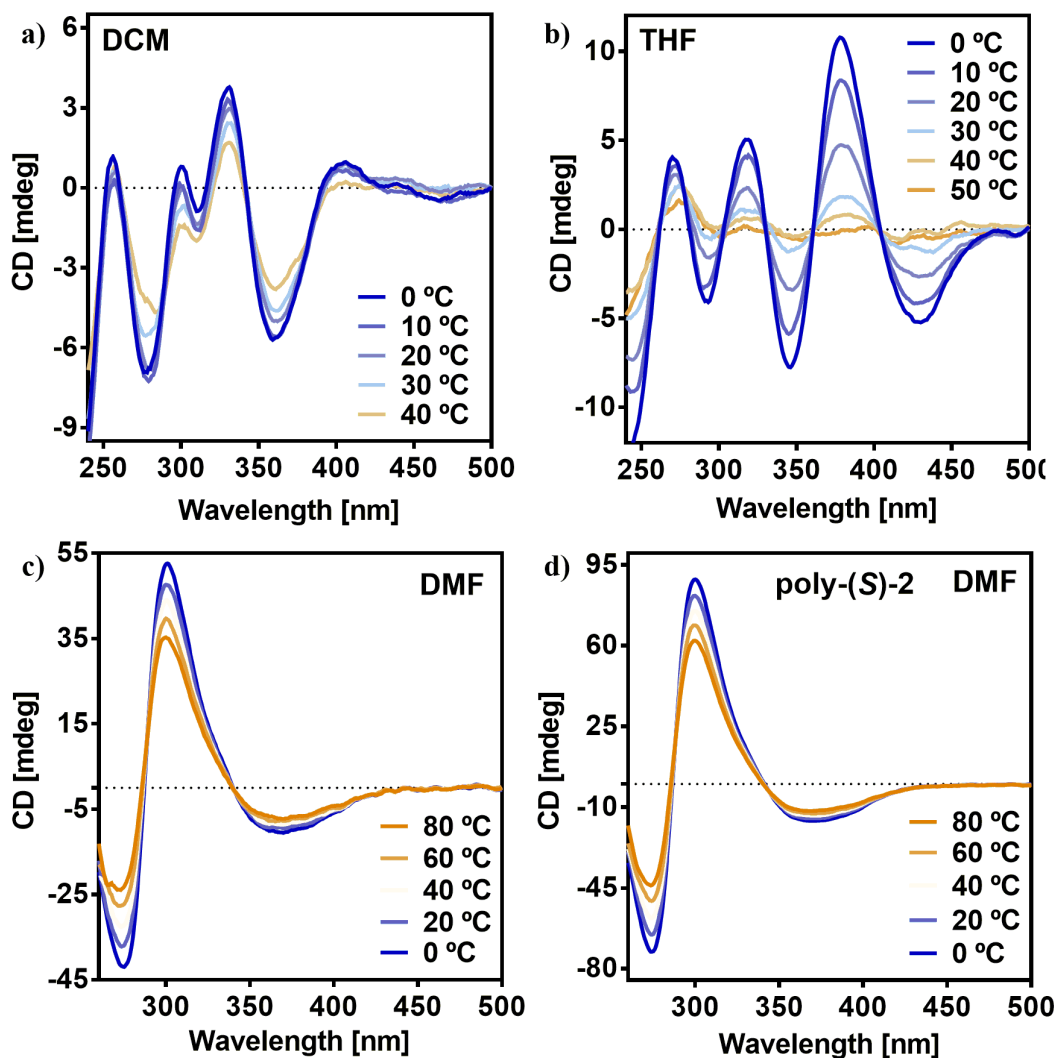 a)
DCM
CD [mdeg]
6
3
0
-3
-6
-9
0 ºC
10 ºC
20 ºC
30 ºC
40 ºC
250 300 350 400 450 500
Wavelength [nm]
b)
THF
CD [mdeg]
10
5
0
-5
-10
0 ºC
10 ºC
20 ºC
30 ºC
40 ºC
50 ºC
250 300 350 400 450 500
Wavelength [nm]
c)
DMF
CD [mdeg]
55
35
15
-5
-25
-45
80 ºC
60 ºC
40 ºC
20 ºC
0 ºC
300 350 400 450 500
Wavelength [nm]
d)
poly-(S)-2 DMF
CD [mdeg]
95
60
25
-10
-45
-80
80 ºC
60 ºC
40 ºC
20 ºC
0 ºC
300 350 400 450 500
Wavelength [nm]